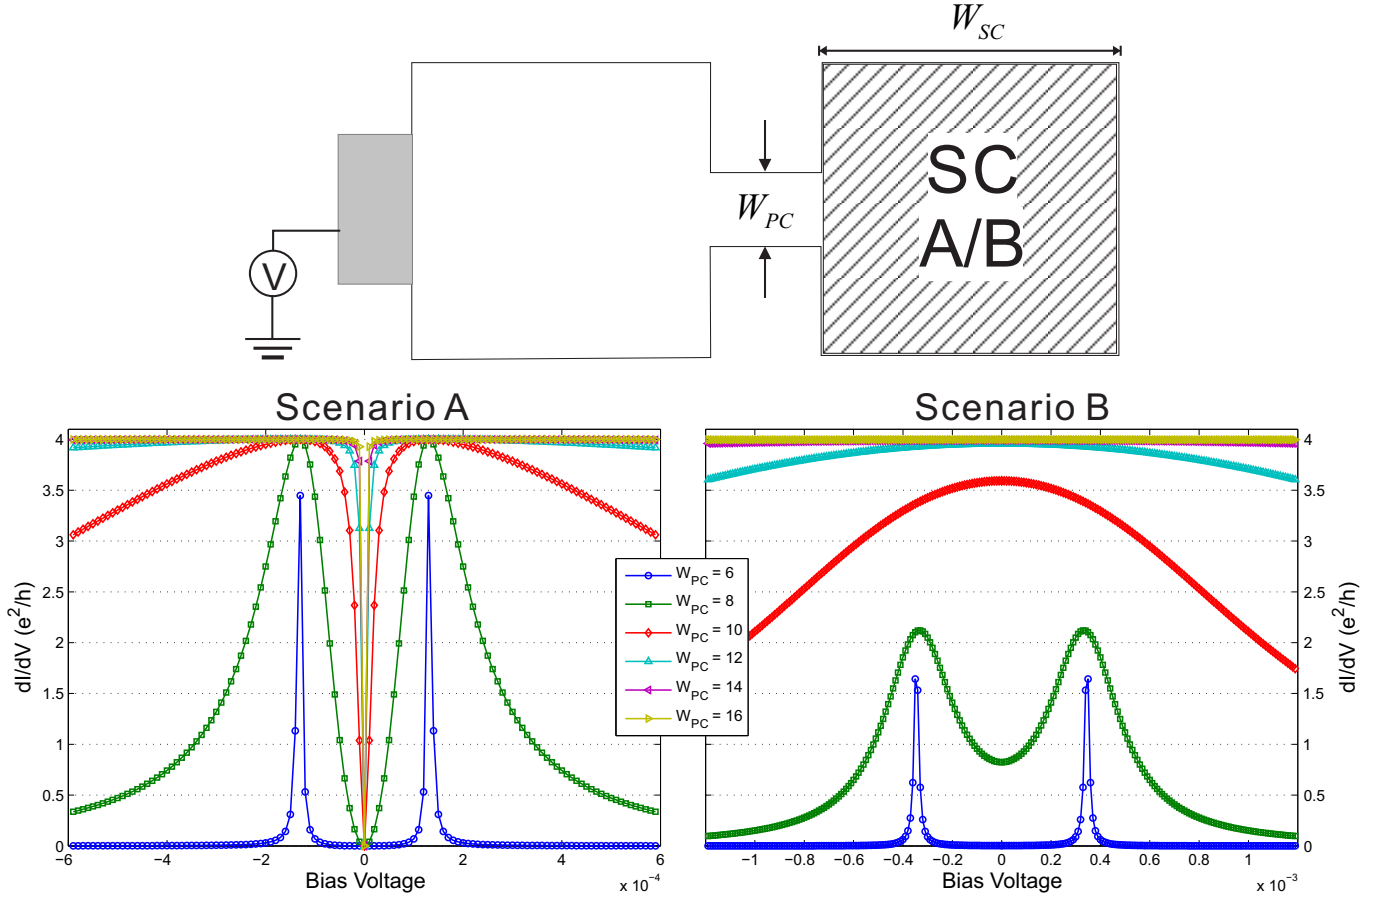 W_SC
SC
A/B
W_PC
V
Scenario A
Scenario B
4
3.5
3
2.5
2
1.5
1
0.5
0
dI/dV (e²/h)
−6
−4
−2
0
2
4
6
Bias Voltage
x 10⁻⁴
W_PC = 6
W_PC = 8
W_PC = 10
W_PC = 12
W_PC = 14
W_PC = 16
4
3.5
3
2.5
2
1.5
1
0.5
0
dI/dV (e²/h)
−1
−0.8
−0.6
−0.4
−0.2
0
0.2
0.4
0.6
0.8
1
Bias Voltage
x 10⁻³